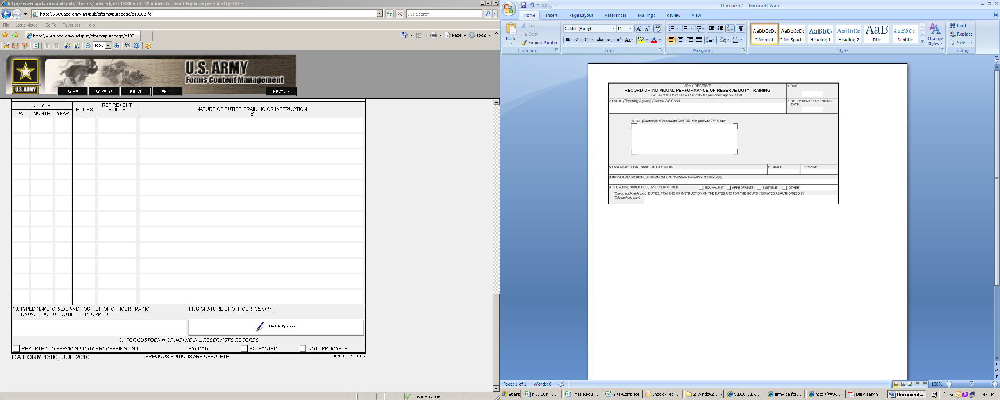 http://www.apd.army.mil/pub/eforms/pureedge/a1380.xfdl - Windows Internet Explorer provided by IACH
http://www.apd.army.mil/pub/eforms/pureedge/a1380.xfdl
Live Search
File Lotus Viewer Go To Favorites Help
http://www.apd.army.mil/pub/eforms/pureedge/a138...
Page Tools
100%
U.S. ARMY
U.S. ARMY
Forms Content Management
SAVE SAVE AS PRINT EMAIL NEXT >>
a. DATE
DAY MONTH YEAR
HOURS
b
RETIREMENT
POINTS
c
NATURE OF DUTIES, TRAINING OR INSTRUCTION
d
10. TYPED NAME, GRADE AND POSITION OF OFFICER HAVING
KNOWLEDGE OF DUTIES PERFORMED
11. SIGNATURE OF OFFICER (Item 11)
Click to Approve
12. FOR CUSTODIAN OF INDIVIDUAL RESERVIST'S RECORDS
REPORTED TO SERVICING DATA PROCESSING UNIT. PAY DATA EXTRACTED NOT APPLICABLE
DA FORM 1380, JUL 2010 PREVIOUS EDITIONS ARE OBSOLETE. APD PE v1.00ES
Unknown Zone
Document1 - Microsoft Word
Home Insert Page Layout References Mailings Review View
Paste
Cut
Copy
Format Painter
Clipboard
Calibri (Body) 11
Font
Paragraph
AaBbCcDc AaBbCcDc AaBbC AaBbCc AaB AaBbCc.
¶ Normal ¶ No Spaci... Heading 1 Heading 2 Title Subtitle
Change
Styles
Styles
Find
Replace
Select
Editing
ARMY RESERVE
RECORD OF INDIVIDUAL PERFORMANCE OF RESERVE DUTY TRAINING
For use of this form see AR 140-185; the proponent agency is CAR.
1. DATE
2. FROM: (Reporting Agency) (Include ZIP Code)
3. RETIREMENT YEAR ENDING
DATE
4. TO: (Custodian of reservists' field 201 file) (Include ZIP Code)
5. LAST NAME - FIRST NAME - MIDDLE INITIAL 6. GRADE 7. BRANCH
8. INDIVIDUAL'S ASSIGNED ORGANIZATION (If different from office of addressee)
9. THE ABOVE NAMED RESERVIST PERFORMED EQUIVALENT APPROPRIATE SUITABLE OTHER
(Check applicable box) DUTIES, TRAINING OR INSTRUCTION ON THE DATES AND FOR THE HOURS INDICATED AS AUTHORIZED BY
(Cite authorization):
Page: 1 of 1 Words: 0 100%
Start MEDCOM C... FY11 Requir... GAT-Complete Inbox - Micr... 2 Windows... VIDEO LIBR... army da for... http://www.... Daily Taskin... Document... 1:43 PM